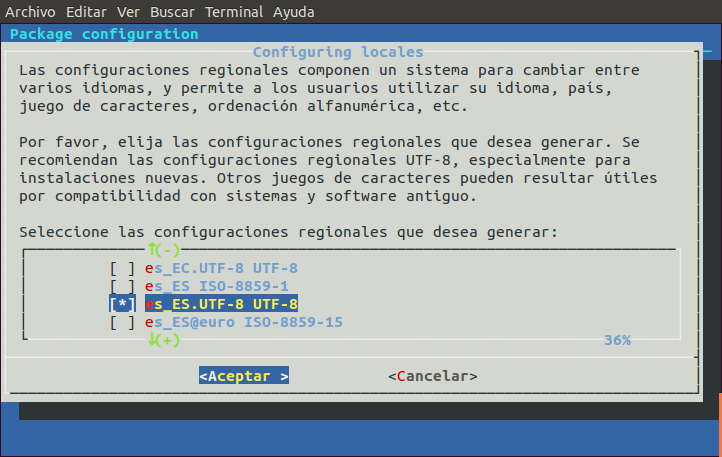 Archivo Editar Ver Buscar Terminal Ayuda
Package configuration
Configuring locales
Las configuraciones regionales componen un sistema para cambiar entre
varios idiomas, y permite a los usuarios utilizar su idioma, país,
juego de caracteres, ordenación alfanumérica, etc.
Por favor, elija las configuraciones regionales que desea generar. Se
recomiendan las configuraciones regionales UTF-8, especialmente para
instalaciones nuevas. Otros juegos de caracteres pueden resultar útiles
por compatibilidad con sistemas y software antiguo.
Seleccione las configuraciones regionales que desea generar:
↑(-)
[ ] es_EC.UTF-8 UTF-8
[ ] es_ES ISO-8859-1
[*] es_ES.UTF-8 UTF-8
[ ] es_ES@euro ISO-8859-15
↓(+) 36%
<Aceptar > <Cancelar>